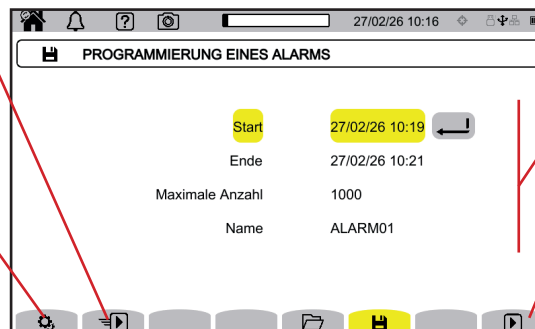 27/02/26 10:16
PROGRAMMIERUNG EINES ALARMS
Start 27/02/26 10:19
Ende 27/02/26 10:21
Maximale Anzahl 1000
Name ALARM01